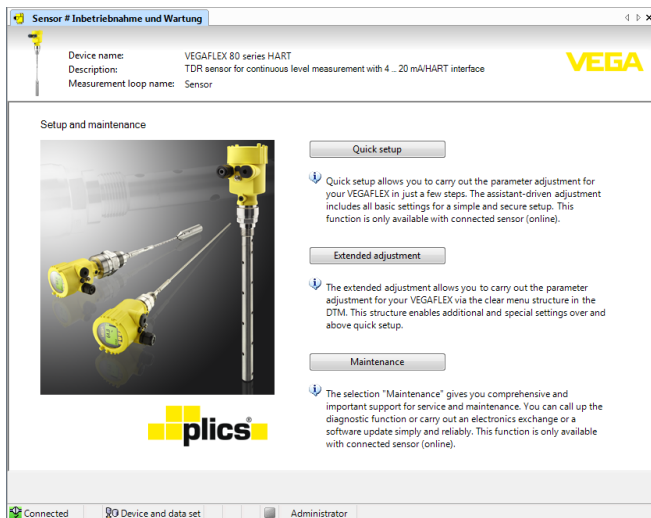 Sensor # Inbetriebnahme und Wartung
Device name: VEGAFLEX 80 series HART
Description: TDR sensor for continuous level measurement with 4 .. 20 mA/HART interface
Measurement loop name: Sensor
VEGA
Setup and maintenance
Quick setup
Quick setup allows you to carry out the parameter adjustment for
your VEGAFLEX in just a few steps. The assistant-driven adjustment
includes all basic settings for a simple and secure setup. This
function is only available with connected sensor (online).
Extended adjustment
The extended adjustment allows you to carry out the parameter
adjustment for your VEGAFLEX via the clear menu structure in the
DTM. This structure enables additional and special settings over and
above quick setup.
Maintenance
The selection "Maintenance" gives you comprehensive and
important support for service and maintenance. You can call up the
diagnostic function or carry out an electronics exchange or a
software update simply and reliably. This function is only available
with connected sensor (online).
plics®
Connected Device and data set Administrator